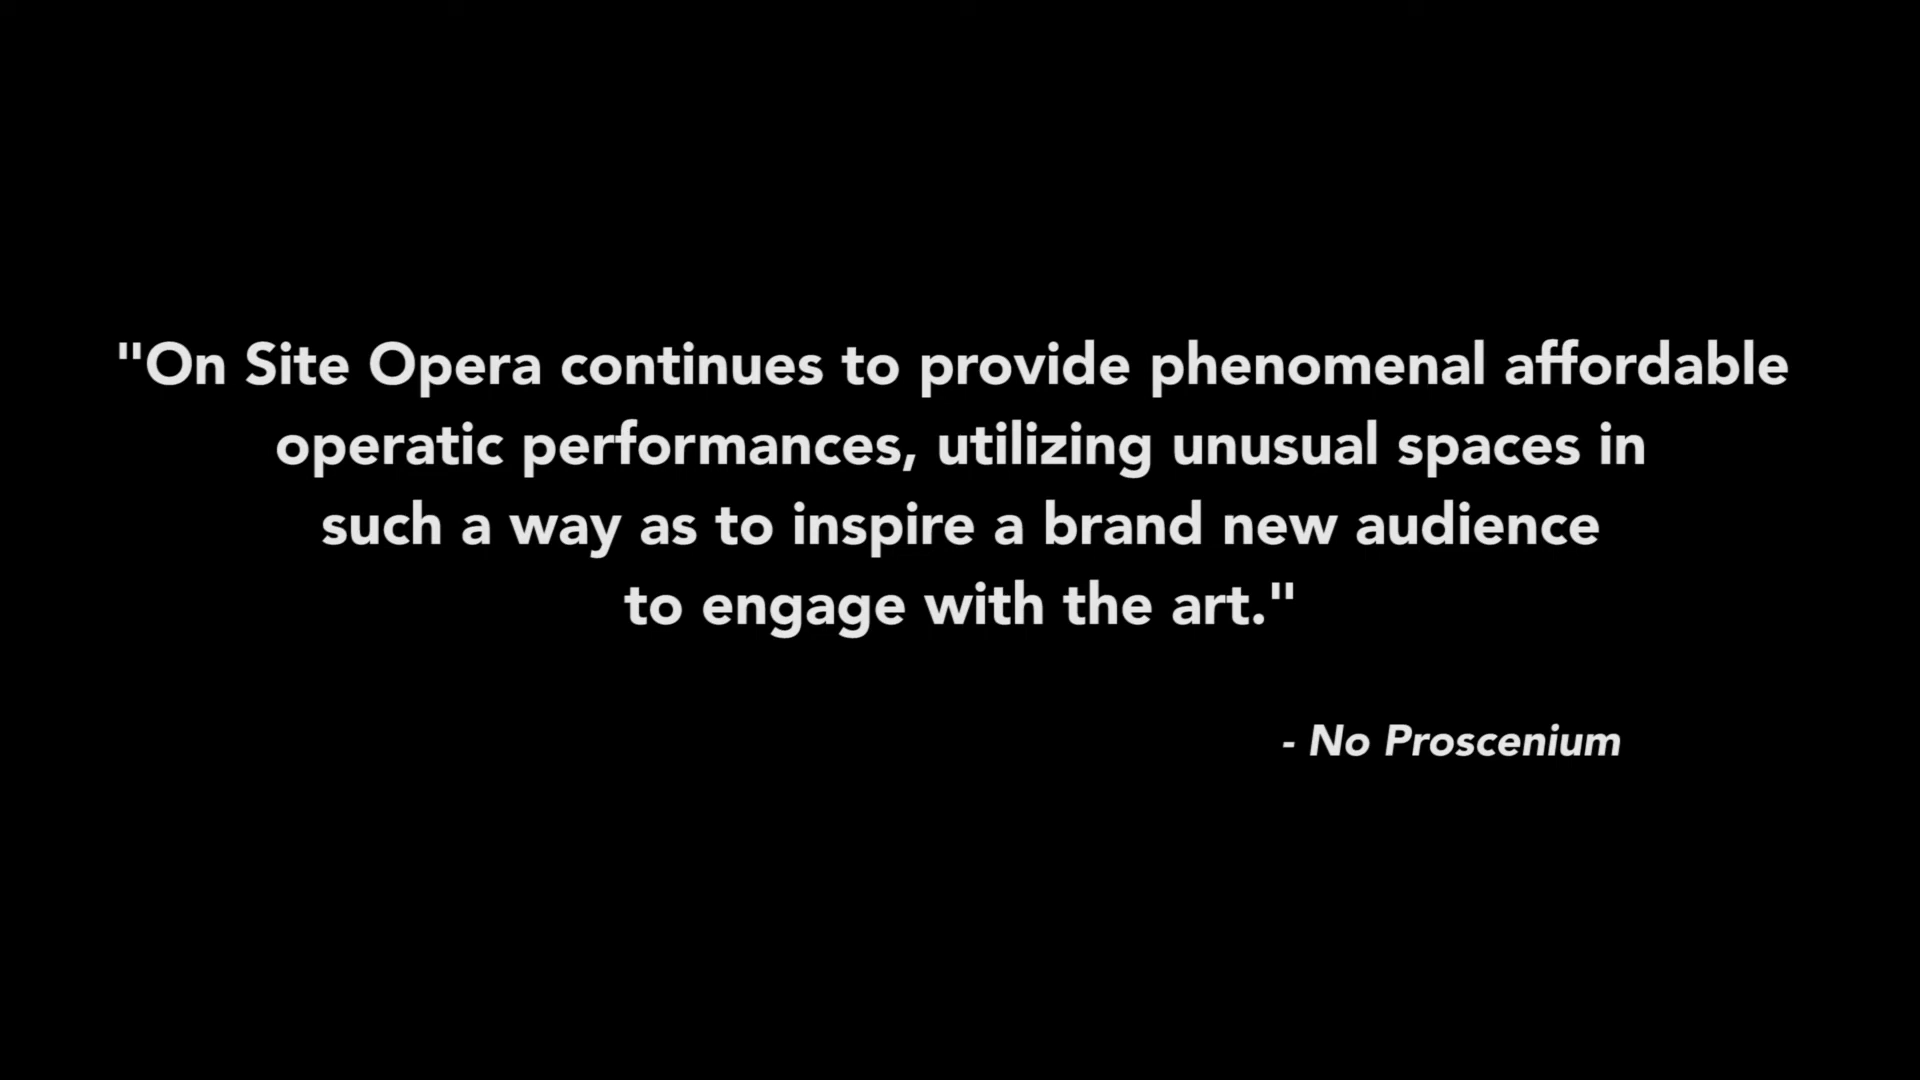 "On Site Opera continues to provide phenomenal affordable
operatic performances, utilizing unusual spaces in
such a way as to inspire a brand new audience
to engage with the art."
- No Proscenium